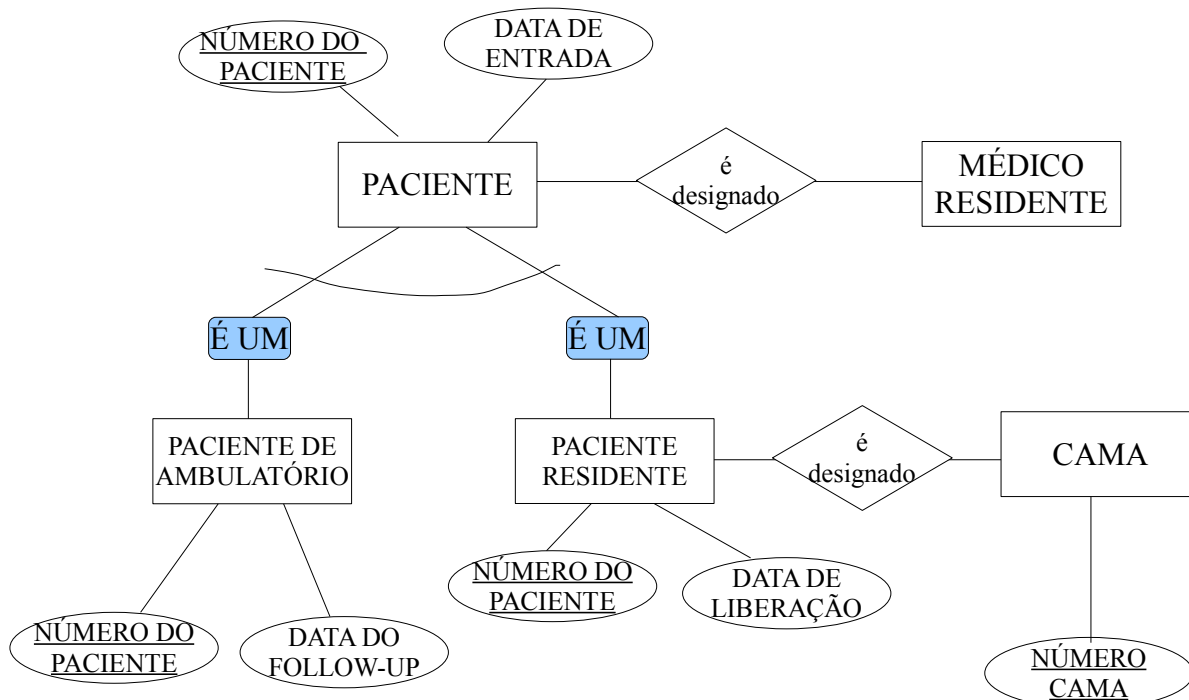 NÚMERO DO
PACIENTE
DATA DE
ENTRADA
PACIENTE
é
designado
MÉDICO
RESIDENTE
É UM
É UM
PACIENTE DE
AMBULATÓRIO
PACIENTE
RESIDENTE
é
designado
CAMA
NÚMERO DO
PACIENTE
DATA DO
FOLLOW-UP
NÚMERO DO
PACIENTE
DATA DE
LIBERAÇÃO
NÚMERO
CAMA